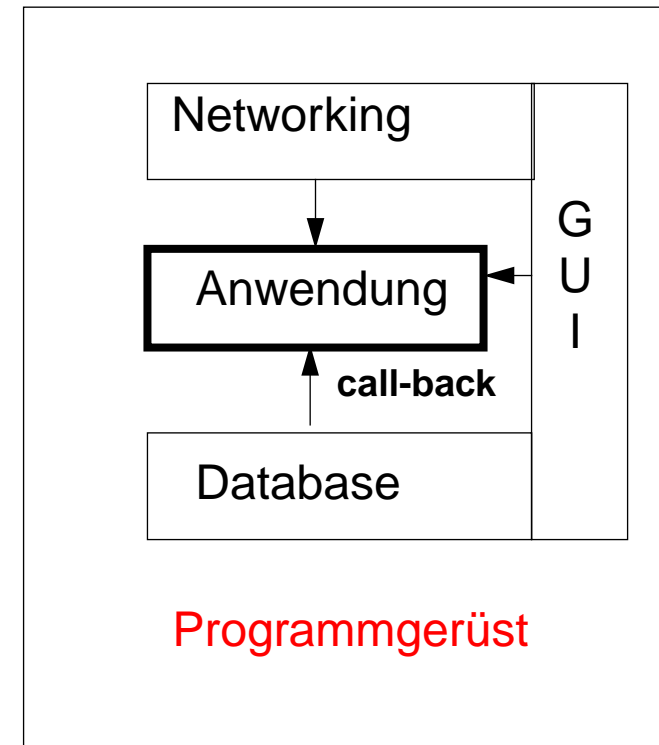 Networking
G
U
I
Anwendung
call-back
Database
Programmgerüst